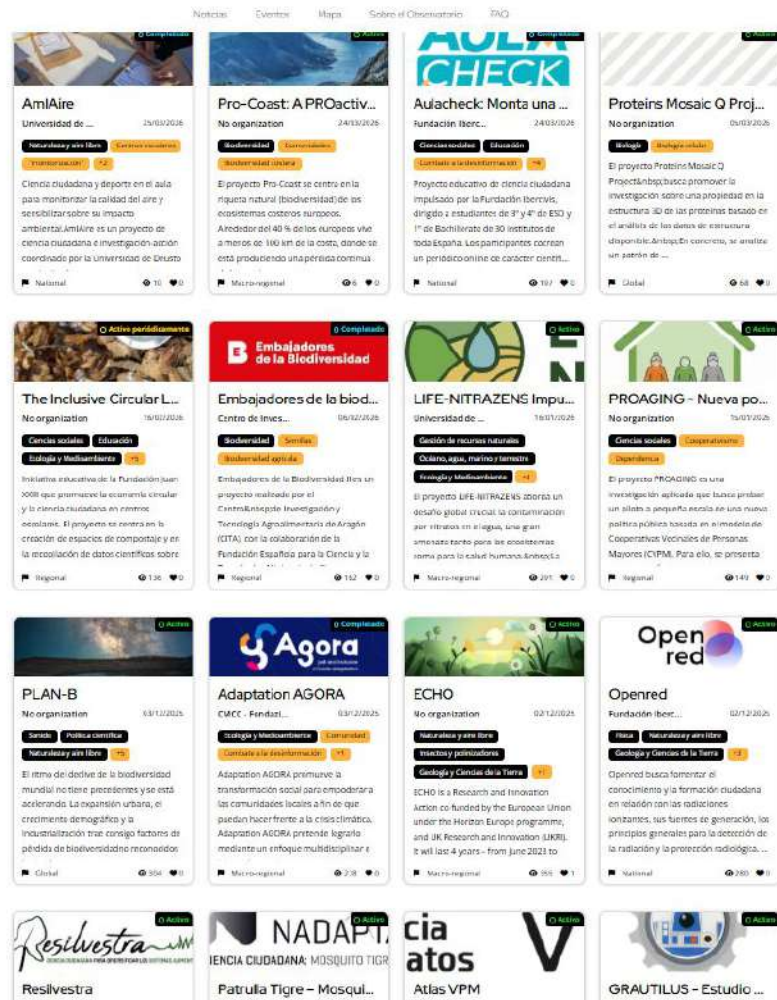 Noticias Eventos Mapa Sobre el Observatorio FAQ
Completado
AmIAire
Universidad de ... 25/03/2026
Naturaleza y aire libre Centros escolares
"monitorización" +2
Ciencia ciudadana y deporte en el aula
para monitorizar la calidad del aire y
sensibilizar sobre su impacto
ambiental.AmIAire es un proyecto de
ciencia ciudadana e investigación-acción
coordinado por la Universidad de Deusto
National 10 0
Activo
Pro-Coast: A PROactiv...
No organization 24/03/2026
Biodiversidad Comunidades
Biodiversidad costera
El proyecto Pro-Coast se centra en la
riqueza natural (biodiversidad) de los
ecosistemas costeros europeos.
Alrededor del 40 % de los europeos vive
a menos de 100 km de la costa, donde se
está produciendo una pérdida continua
Macro-regional 6 0
Completado
AULA
CHECK
Aulacheck: Monta una ...
Fundación Iberc... 24/03/2026
Ciencias sociales Educación
Combate a la desinformación +4
Proyecto educativo de ciencia ciudadana
impulsado por la Fundación Ibercivis,
dirigido a estudiantes de 3º y 4º de ESO y
1º de Bachillerato de 30 institutos de
toda España. Los participantes cocrean
un periódico online de carácter científi...
National 197 0
Activo
Proteins Mosaic Q Proj...
No organization 05/03/2026
Biología Biología celular
El proyecto Proteins Mosaic Q
Project&nbsp;busca promover la
investigación sobre una propiedad en la
estructura 3D de las proteínas basado en
el análisis de los datos de estructura
disponible.&nbsp;En concreto, se analiza
un patrón de ...
Global 68 0
Activo periódicamente
The Inclusive Circular L...
No organization 16/02/2026
Ciencias sociales Educación
Ecología y Medioambiente +5
Iniciativa educativa de la Fundación Juan
XXIII que promueve la economía circular
y la ciencia ciudadana en centros
escolares. El proyecto se centra en la
creación de espacios de compostaje y en
la recopilación de datos científicos sobre
Regional 136 0
Completado
Embajadores
de la Biodiversidad
Embajadores de la biod...
Centro de Inves... 06/02/2026
Biodiversidad Semillas
Biodiversidad agrícola
Embajadores de la Biodiversidad IIes un
proyecto realizado por el
Centro&nbsp;de Investigación y
Tecnología Agroalimentaria de Aragón
(CITA), con la colaboración de la
Fundación Española para la Ciencia y la
Regional 162 0
Activo
LIFE-NITRAZENS Impu...
Universidad de ... 16/01/2026
Gestión de recursos naturales
Océano, agua, marino y terrestre
Ecología y Medioambiente +4
El proyecto LIFE-NITRAZENS aborda un
desafío global crucial: la contaminación
por nitratos en el agua, una gran
amenaza tanto para los ecosistemas
como para la salud humana.&nbsp;La
Macro-regional 291 0
Activo
PROAGING - Nueva po...
No organization 15/01/2026
Ciencias sociales Cooperativismo
Dependencia
El proyecto PROAGING es una
investigación aplicada que busca probar
un piloto a pequeña escala de una nueva
política pública basada en el modelo de
Cooperativas Vecinales de Personas
Mayores (CVPM). Para ello, se presenta
Regional 149 0
Activo
PLAN-B
No organization 03/12/2025
Sonido Política científica
Naturaleza y aire libre +5
El ritmo del declive de la biodiversidad
mundial no tiene precedentes y se está
acelerando. La expansión urbana, el
crecimiento demográfico y la
industrialización trae consigo factores de
pérdida de biodiversidad no reconocidos
Global 304 0
Completado
Agora
Adaptation AGORA
CMCC - Fondazi... 03/12/2025
Ecología y Medioambiente Comunidad
Combate a la desinformación +1
Adaptation AGORA promueve la
transformación social para empoderar a
las comunidades locales a fin de que
puedan hacer frente a la crisis climática.
Adaptation AGORA pretende lograrlo
mediante un enfoque multidisciplinar e
Macro-regional 0
Activo
ECHO
No organization 02/12/2025
Naturaleza y aire libre
Insectos y polinizadores
Geología y Ciencias de la Tierra
ECHO is a Research and Innovation
Action co-funded by the European Union
under the Horizon Europe programme,
and UK Research and Innovation (UKRI).
It will last 4 years – from June 2023 to
Macro-regional 355 1
Activo
Open
red
Openred
Fundación Iberc... 02/12/2025
Física Naturaleza y aire libre
Geología y Ciencias de la Tierra +3
Openred busca fomentar el
conocimiento y la formación ciudadana
en relación con las radiaciones
ionizantes, sus fuentes de generación, los
principios generales para la detección de
la radiación y la protección radiológica, ...
National 280 0
Activo
Resilvestra
Resilvestra
Activo
NADAPTA
CIENCIA CIUDADANA: MOSQUITO TIGR
Patrulla Tigre – Mosqui...
Activo
cia
atos
V
Atlas VPM
Activo
GRAUTILUS - Estudio ...